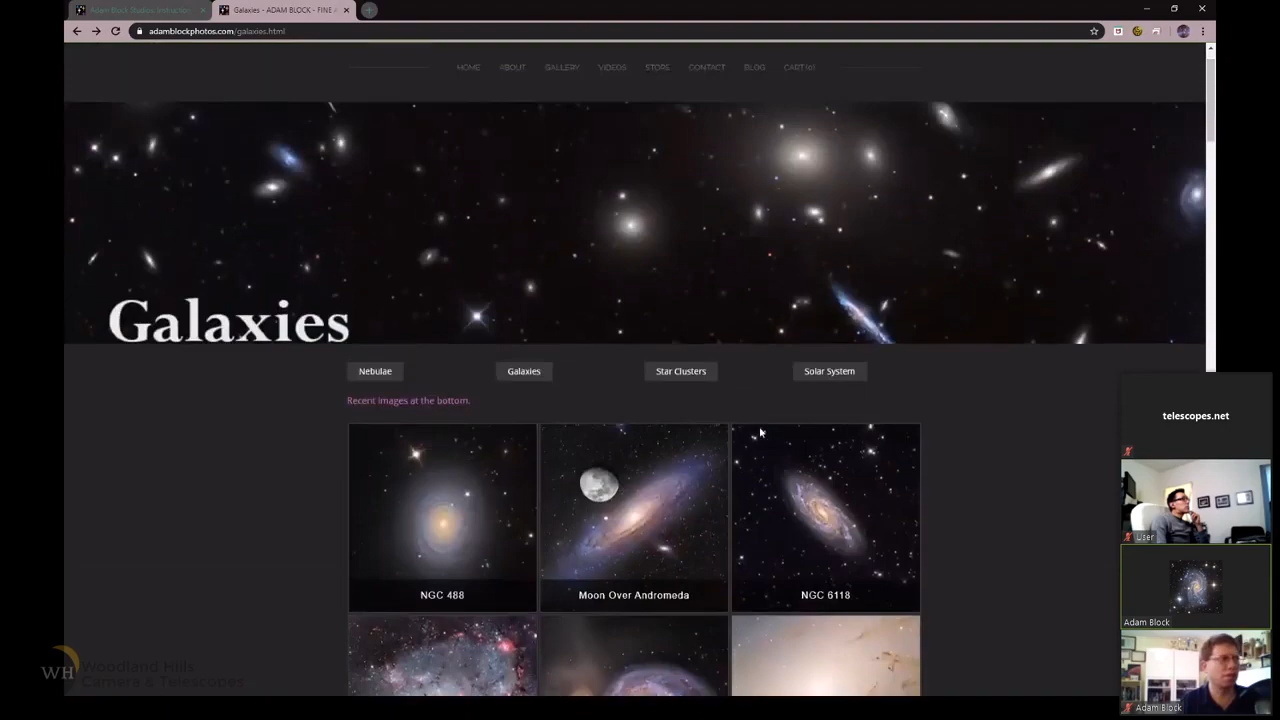 Adam Block Studios: Instruction
Galaxies - ADAM BLOCK - FINE
adamblockphotos.com/galaxies.html
HOME ABOUT GALLERY VIDEOS STORE CONTACT BLOG CART (0)
Galaxies
Nebulae Galaxies Star Clusters Solar System
Recent images at the bottom.
telescopes.net
NGC 488 Moon Over Andromeda NGC 6118
User
Adam Block
WH Woodland Hills
Camera & Telescopes
Adam Block